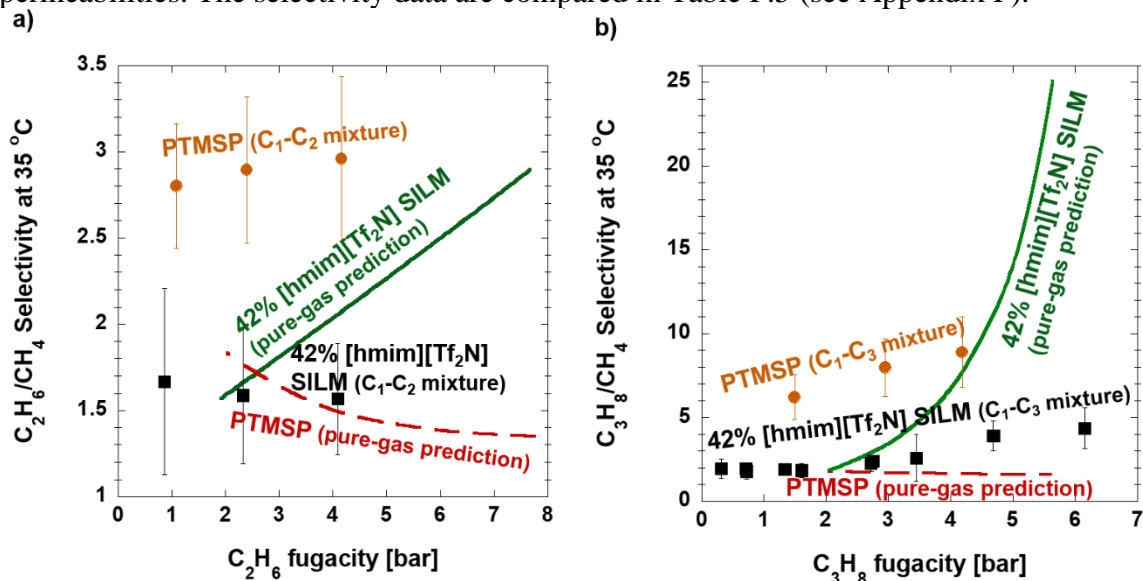 permeabilities. The selectivity data are compared in Table F.3 (see Appendix F).
a)
C₂H₆/CH₄ Selectivity at 35 °C
3.5
3
2.5
2
1.5
1
PTMSP (C₁-C₂ mixture)
42% [hmim][Tf₂N] SILM
(pure-gas prediction)
42% [hmim][Tf₂N]
SILM (C₁-C₂ mixture)
PTMSP (pure-gas prediction)
0 1 2 3 4 5 6 7 8
C₂H₆ fugacity [bar]
b)
C₃H₈/CH₄ Selectivity at 35 °C
25
20
15
10
5
0
PTMSP (C₁-C₃ mixture)
42% [hmim][Tf₂N] SILM
(pure-gas prediction)
42% [hmim][Tf₂N] SILM (C₁-C₃ mixture)
PTMSP (pure-gas prediction)
0 1 2 3 4 5 6 7
C₃H₈ fugacity [bar]